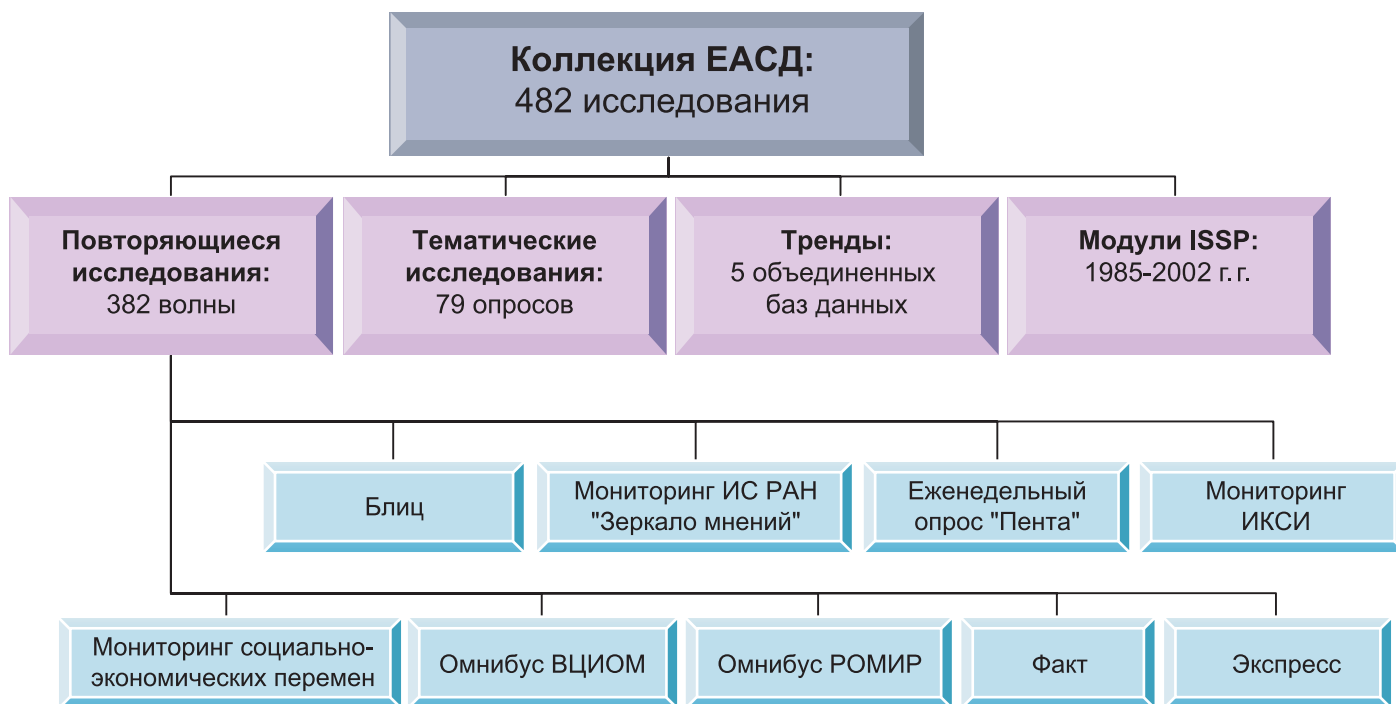 Коллекция ЕАСД:
482 исследования
Повторяющиеся
исследования:
382 волны
Тематические
исследования:
79 опросов
Тренды:
5 объединенных
баз данных
Модули ISSP:
1985-2002 г. г.
Блиц
Мониторинг ИС РАН
"Зеркало мнений"
Еженедельный
опрос "Пента"
Мониторинг
ИКСИ
Мониторинг социально-
экономических перемен
Омнибус ВЦИОМ
Омнибус РОМИР
Факт
Экспресс